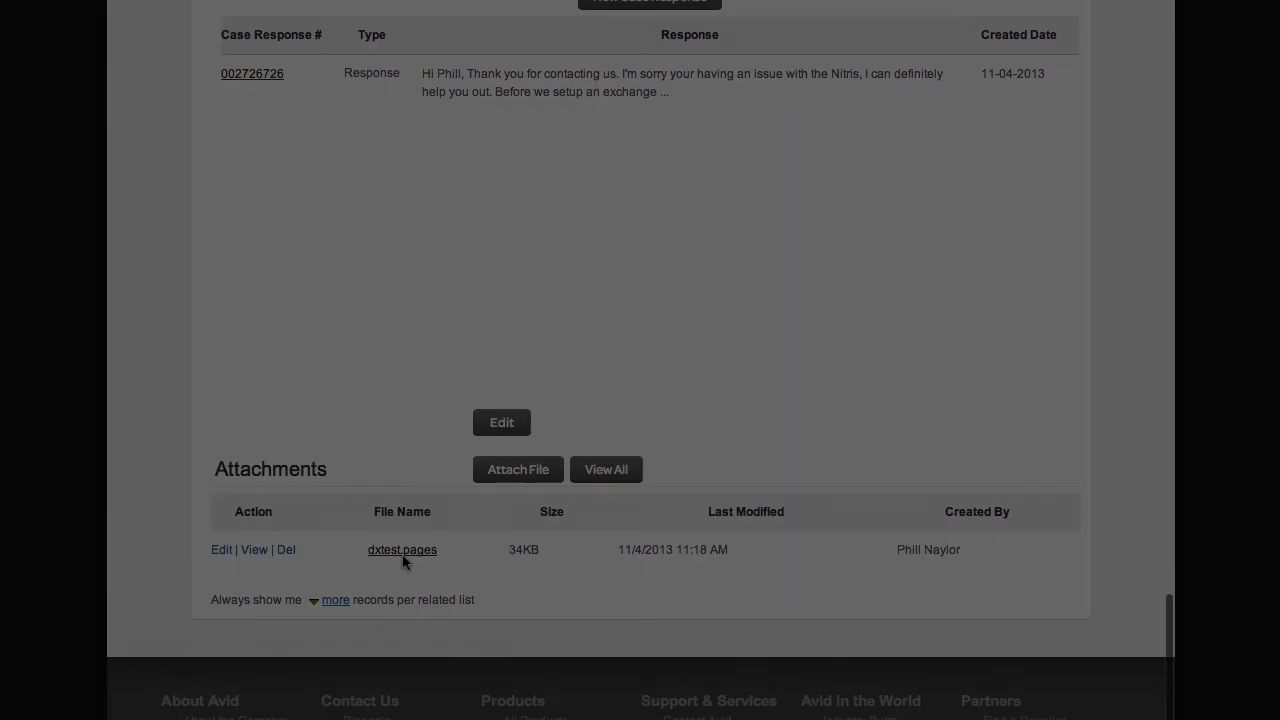 New Case Response
Case Response # Type Response Created Date
002726726 Response Hi Phill, Thank you for contacting us. I'm sorry your having an issue with the Nitris, I can definitely 11-04-2013
help you out. Before we setup an exchange ...
Edit
Attachments Attach File View All
Action File Name Size Last Modified Created By
Edit | View | Del dxtest.pages 34KB 11/4/2013 11:18 AM Phill Naylor
Always show me more records per related list
About Avid Contact Us Products Support & Services Avid in the World Partners